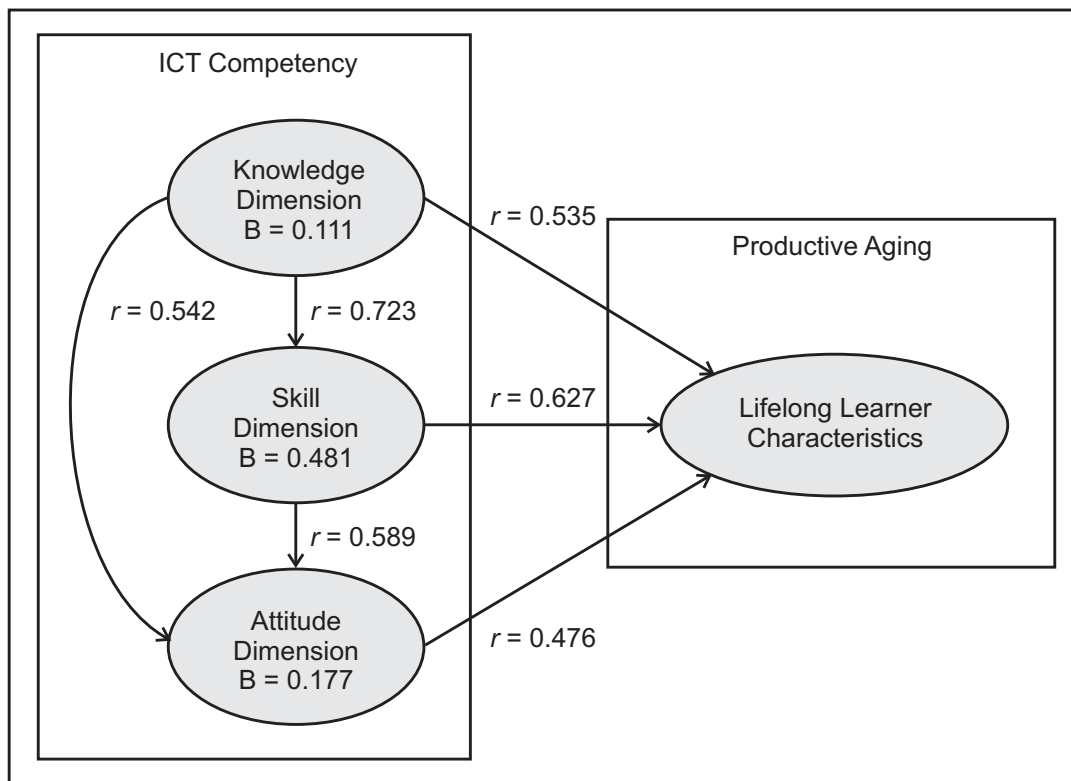 ICT Competency
Knowledge
Dimension
B = 0.111
r = 0.535
Productive Aging
r = 0.542
r = 0.723
Skill
Dimension
B = 0.481
r = 0.627
Lifelong Learner
Characteristics
r = 0.589
Attitude
Dimension
B = 0.177
r = 0.476